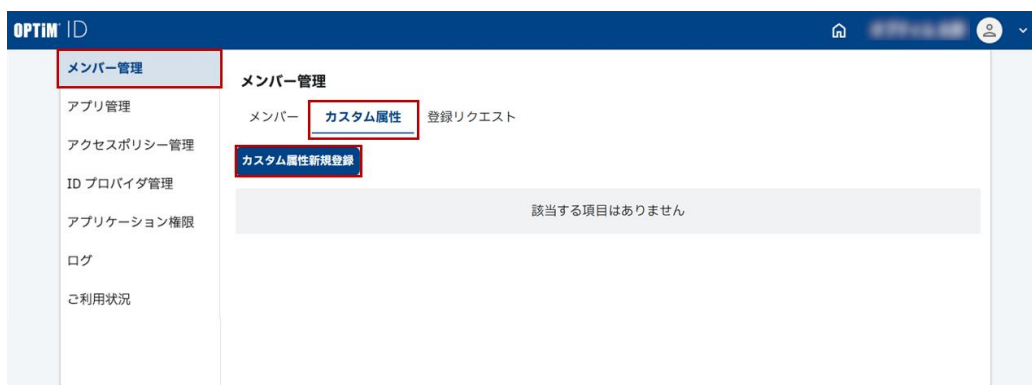 OPTiM ID
メンバー管理
アプリ管理
アクセスポリシー管理
ID プロバイダ管理
アプリケーション権限
ログ
ご利用状況
メンバー管理
メンバー カスタム属性 登録リクエスト
カスタム属性新規登録
該当する項目はありません